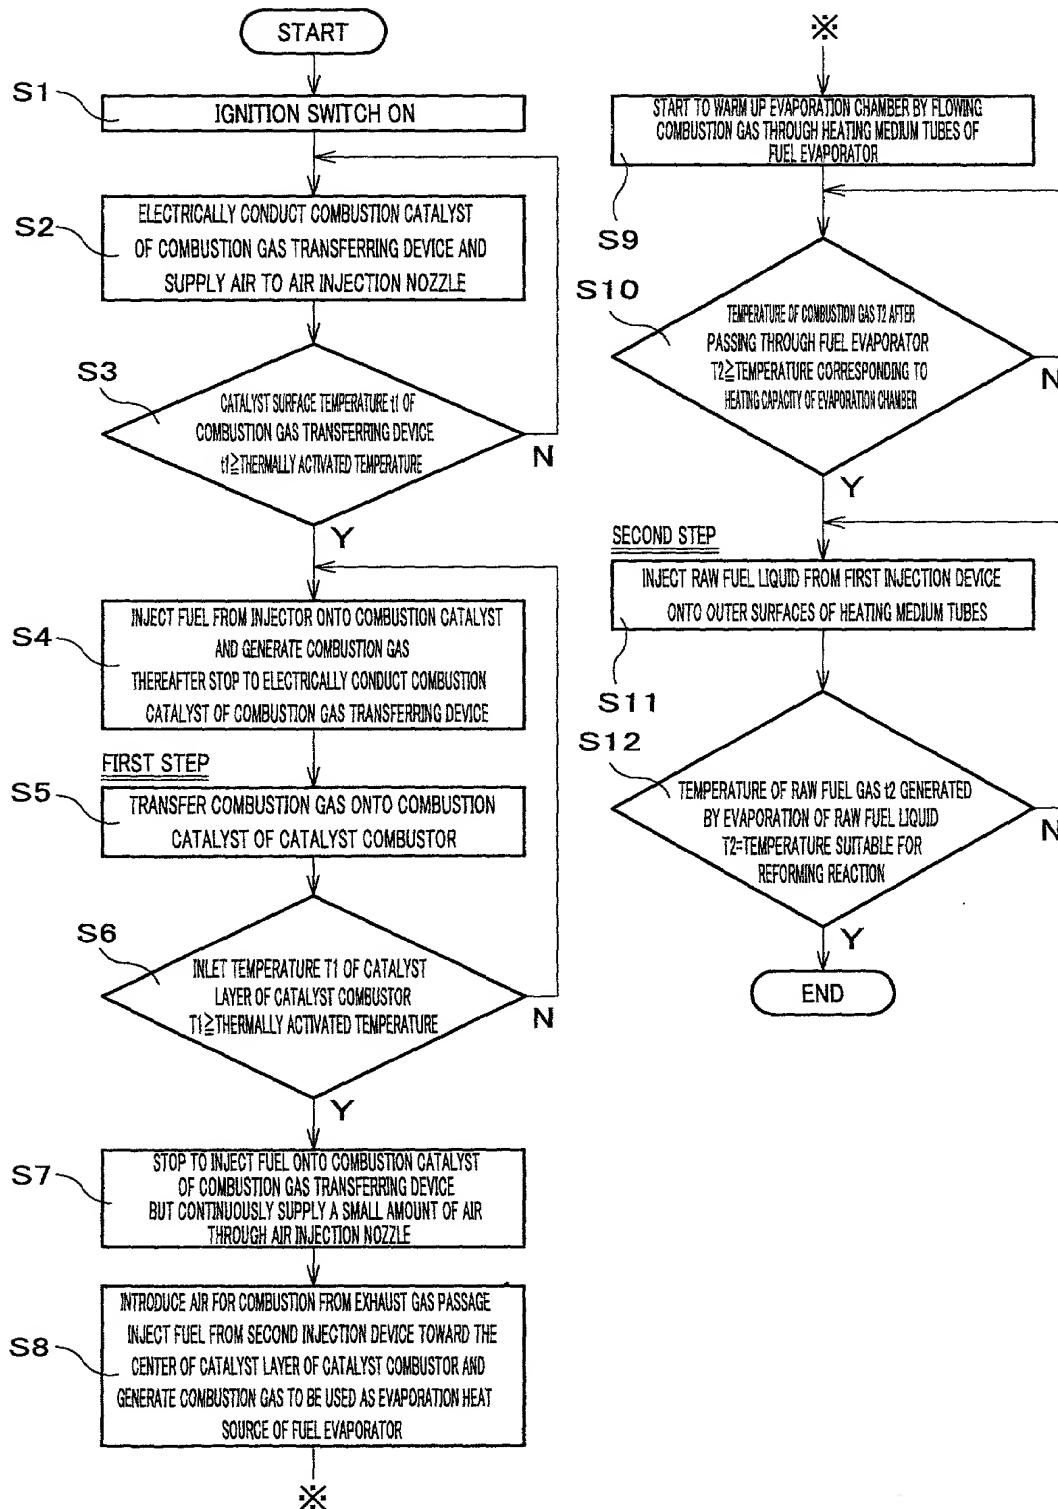 START
S1
IGNITION SWITCH ON
S2
ELECTRICALLY CONDUCT COMBUSTION CATALYST
OF COMBUSTION GAS TRANSFERRING DEVICE AND
SUPPLY AIR TO AIR INJECTION NOZZLE
S3
CATALYST SURFACE TEMPERATURE t1 OF
COMBUSTION GAS TRANSFERRING DEVICE
t1≧THERMALLY ACTIVATED TEMPERATURE
N
Y
S4
INJECT FUEL FROM INJECTOR ONTO COMBUSTION CATALYST
AND GENERATE COMBUSTION GAS
THEREAFTER STOP TO ELECTRICALLY CONDUCT COMBUSTION
CATALYST OF COMBUSTION GAS TRANSFERRING DEVICE
FIRST STEP
S5
TRANSFER COMBUSTION GAS ONTO COMBUSTION
CATALYST OF CATALYST COMBUSTOR
S6
INLET TEMPERATURE T1 OF CATALYST
LAYER OF CATALYST COMBUSTOR
T1≧THERMALLY ACTIVATED TEMPERATURE
N
Y
S7
STOP TO INJECT FUEL ONTO COMBUSTION CATALYST
OF COMBUSTION GAS TRANSFERRING DEVICE
BUT CONTINUOUSLY SUPPLY A SMALL AMOUNT OF AIR
THROUGH AIR INJECTION NOZZLE
S8
INTRODUCE AIR FOR COMBUSTION FROM EXHAUST GAS PASSAGE
INJECT FUEL FROM SECOND INJECTION DEVICE TOWARD THE
CENTER OF CATALYST LAYER OF CATALYST COMBUSTOR AND
GENERATE COMBUSTION GAS TO BE USED AS EVAPORATION HEAT
SOURCE OF FUEL EVAPORATOR
※
※
START TO WARM UP EVAPORATION CHAMBER BY FLOWING
COMBUSTION GAS THROUGH HEATING MEDIUM TUBES OF
FUEL EVAPORATOR
S9
S10
TEMPERATURE OF COMBUSTION GAS T2 AFTER
PASSING THROUGH FUEL EVAPORATOR
T2≧TEMPERATURE CORRESPONDING TO
HEATING CAPACITY OF EVAPORATION CHAMBER
N
Y
SECOND STEP
INJECT RAW FUEL LIQUID FROM FIRST INJECTION DEVICE
ONTO OUTER SURFACES OF HEATING MEDIUM TUBES
S11
S12
TEMPERATURE OF RAW FUEL GAS t2 GENERATED
BY EVAPORATION OF RAW FUEL LIQUID
T2=TEMPERATURE SUITABLE FOR
REFORMING REACTION
N
Y
END